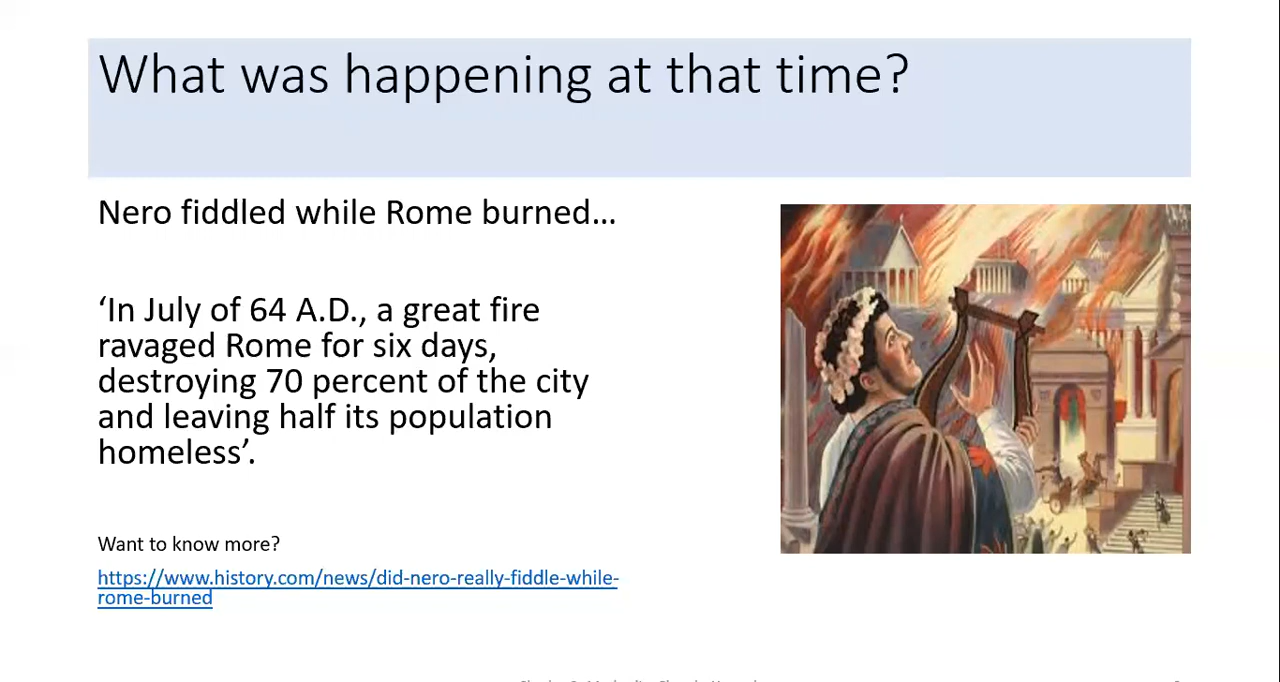 What was happening at that time?
Nero fiddled while Rome burned…
‘In July of 64 A.D., a great fire
ravaged Rome for six days,
destroying 70 percent of the city
and leaving half its population
homeless’.
Want to know more?
https://www.history.com/news/did-nero-really-fiddle-while-
rome-burned